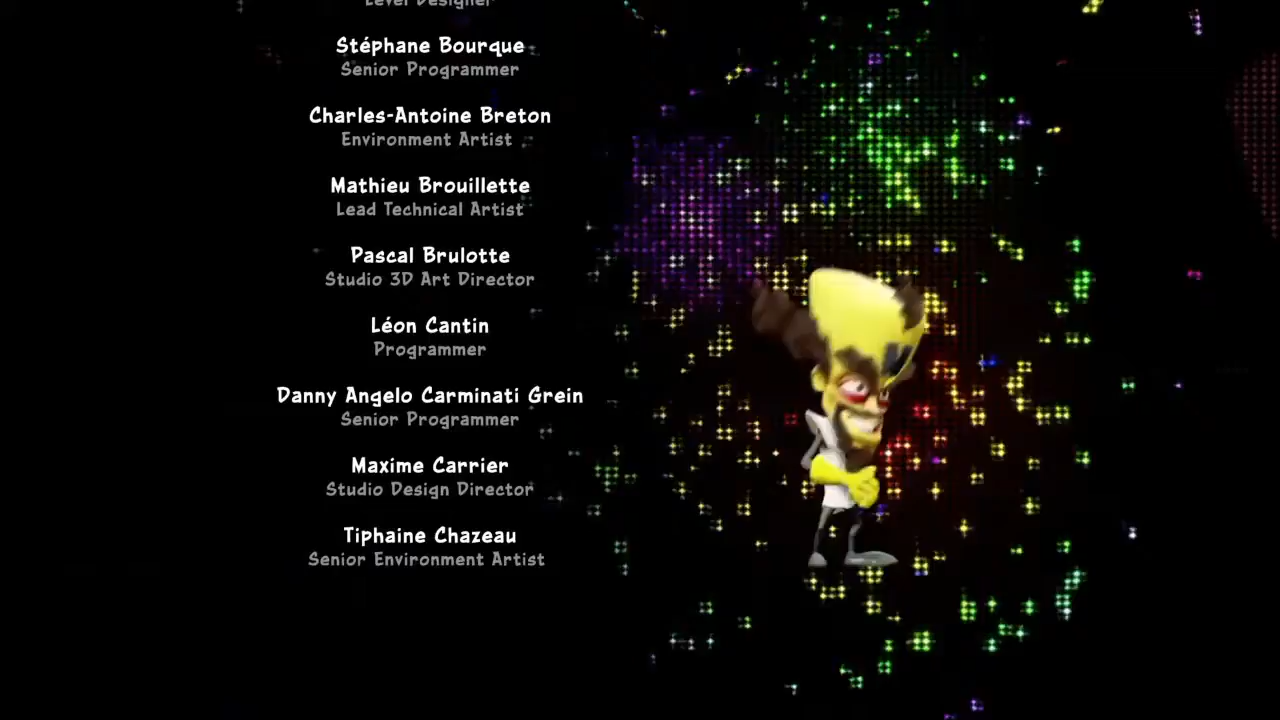 Level Designer
Stéphane Bourque
Senior Programmer
Charles-Antoine Breton
Environment Artist
Mathieu Brouillette
Lead Technical Artist
Pascal Brulotte
Studio 3D Art Director
Léon Cantin
Programmer
Danny Angelo Carminati Grein
Senior Programmer
Maxime Carrier
Studio Design Director
Tiphaine Chazeau
Senior Environment Artist